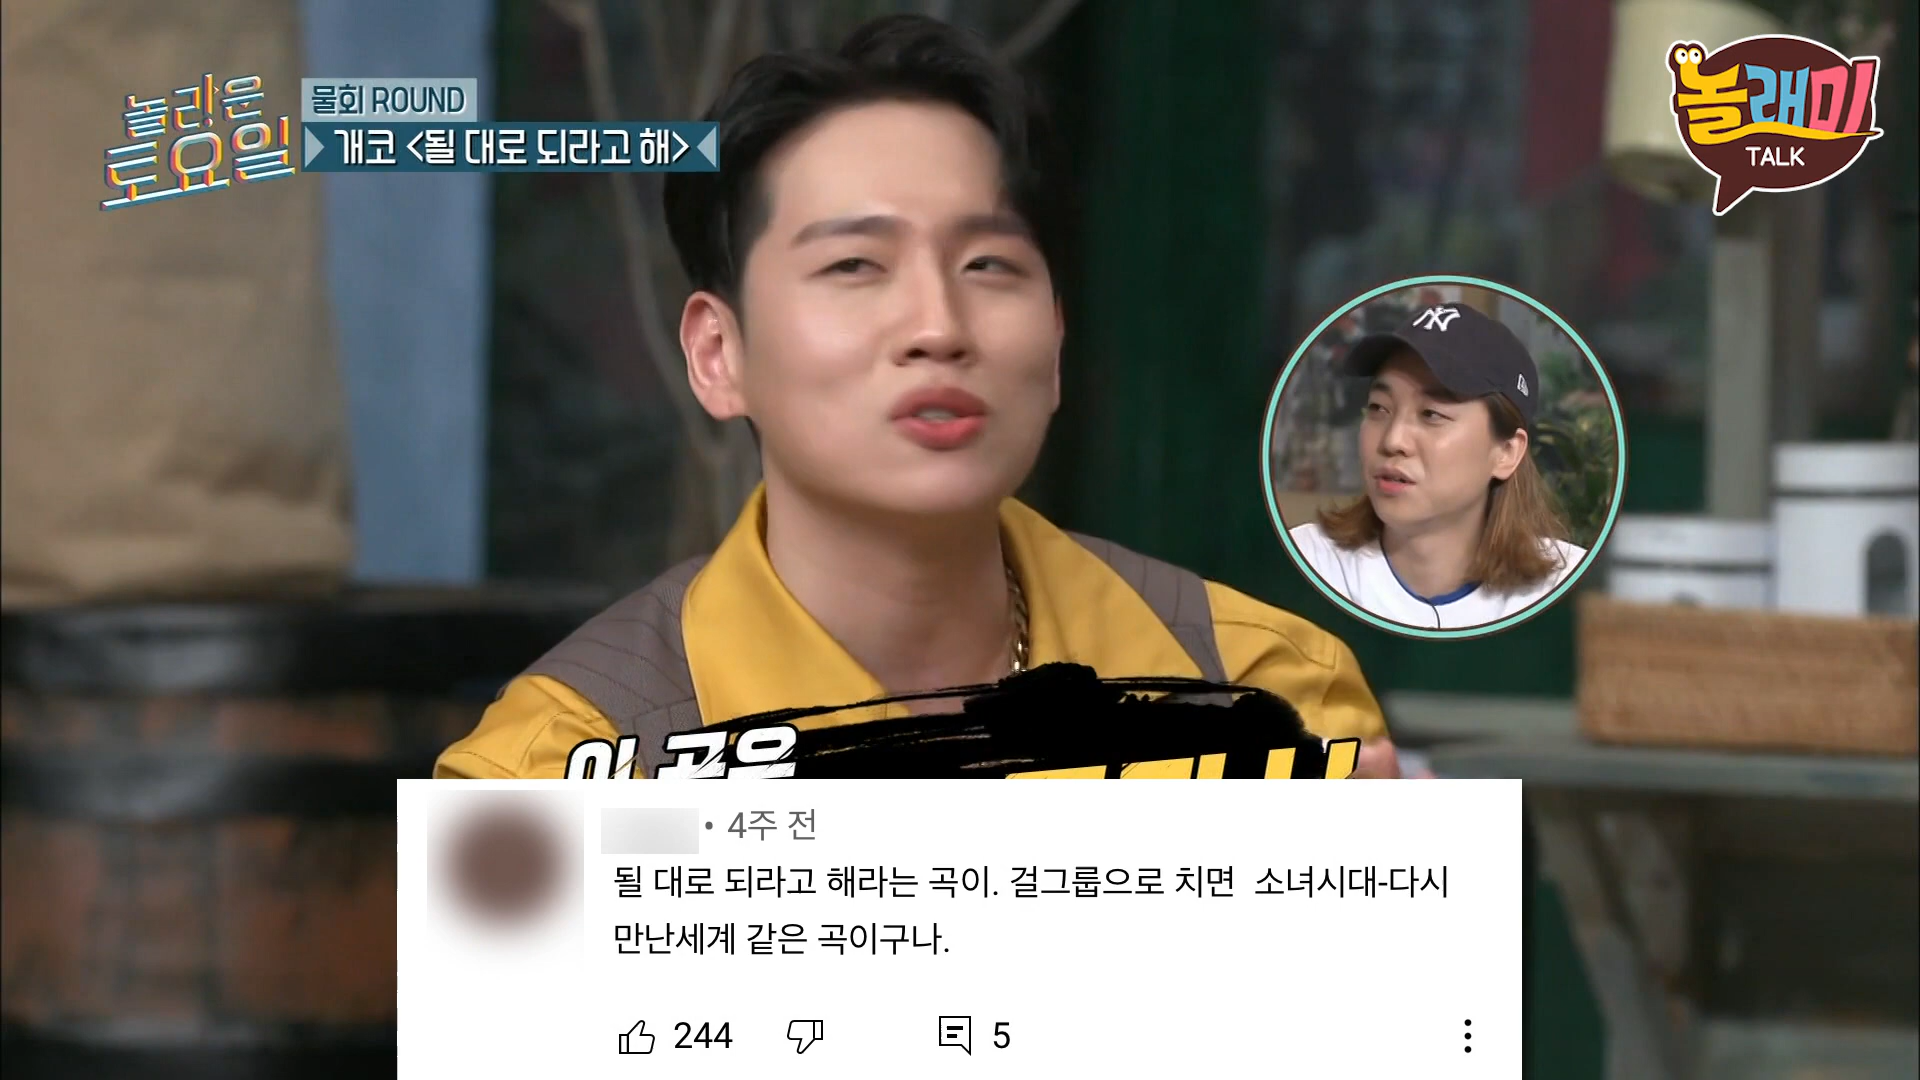 놀라운
토요일
물회 ROUND
개코 <될 대로 되라고 해>
놀래미
TALK
NY
이 곡은
• 4주 전
될 대로 되라고 해라는 곡이. 걸그룹으로 치면 소녀시대-다시
만난세계 같은 곡이구나.
244
5